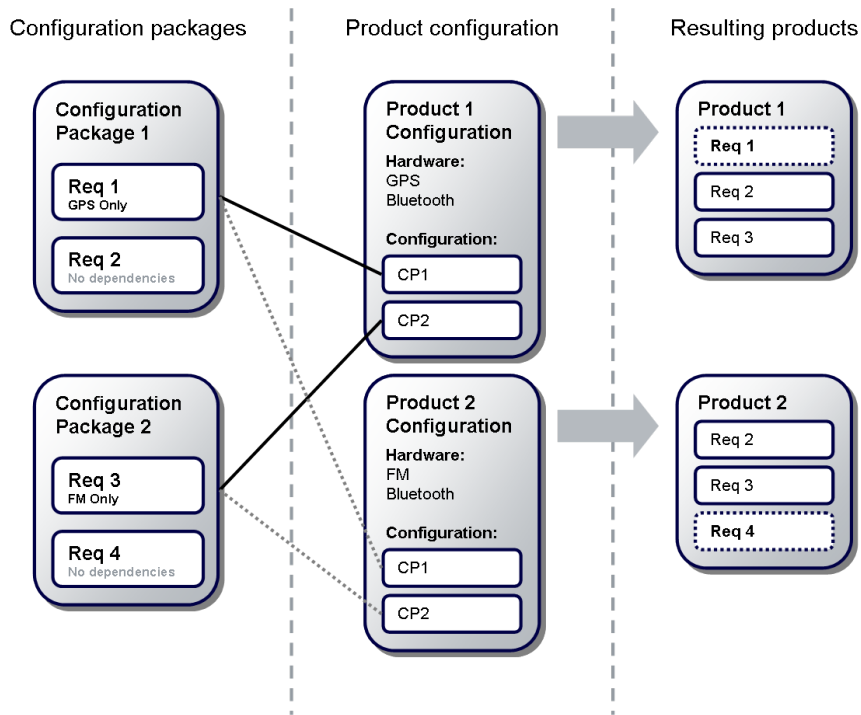 Configuration packages
Product configuration
Resulting products
Configuration
Package 1
Req 1
GPS Only
Req 2
No dependencies
Configuration
Package 2
Req 3
FM Only
Req 4
No dependencies
Product 1
Configuration
Hardware:
GPS
Bluetooth
Configuration:
CP1
CP2
Product 2
Configuration
Hardware:
FM
Bluetooth
Configuration:
CP1
CP2
Product 1
Req 1
Req 2
Req 3
Product 2
Req 2
Req 3
Req 4